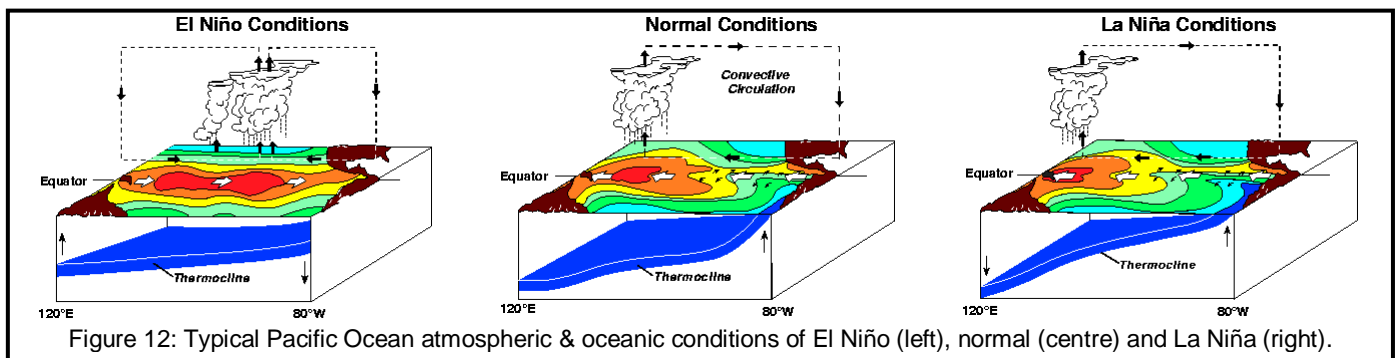 El Niño Conditions
Equator
Thermocline
120°E
80°W
Normal Conditions
Convective
Circulation
Equator
Thermocline
120°E
80°W
La Niña Conditions
Equator
Thermocline
120°E
80°W
Figure 12: Typical Pacific Ocean atmospheric & oceanic conditions of El Niño (left), normal (centre) and La Niña (right).